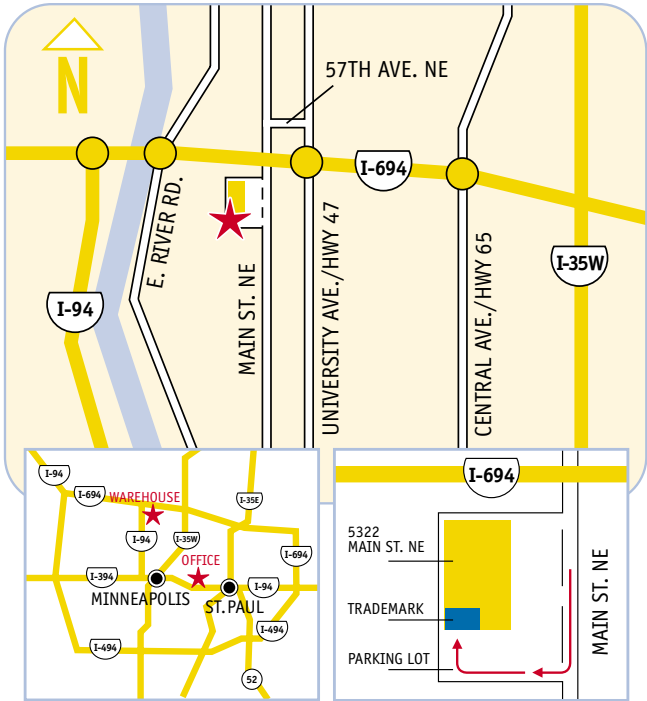 N
57TH AVE. NE
I-694
E. RIVER RD.
I-94
MAIN ST. NE
UNIVERSITY AVE./HWY 47
CENTRAL AVE./HWY 65
I-35W
I-94
I-694
WAREHOUSE
I-35E
I-94
I-35W
OFFICE
I-694
I-394
I-94
MINNEAPOLIS
ST.PAUL
I-494
I-494
52
I-694
5322
MAIN ST. NE
TRADEMARK
PARKING LOT
MAIN ST. NE